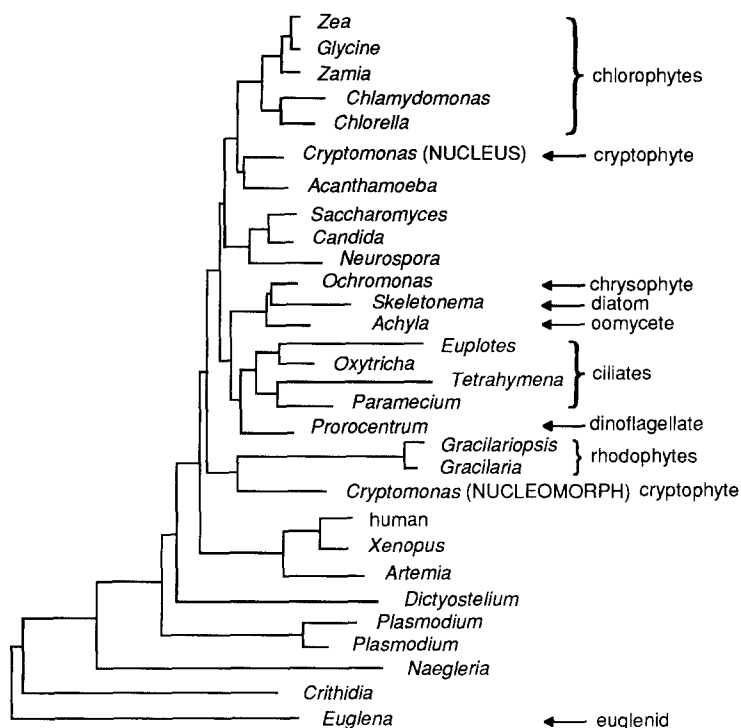 Zea
Glycine
Zamia
chlorophytes
Chlamydomonas
Chlorella
Cryptomonas (NUCLEUS) cryptophyte
Acanthamoeba
Saccharomyces
Candida
Neurospora
Ochromonas chrysophyte
Skeletonema diatom
Achyla oomycete
Euplotes
Oxytricha
ciliates
Tetrahymena
Paramecium
Prorocentrum dinoflagellate
Gracilariopsis
rhodophytes
Gracilaria
Cryptomonas (NUCLEOMORPH) cryptophyte
human
Xenopus
Artemia
Dictyostelium
Plasmodium
Plasmodium
Naegleria
Crithidia
Euglena euglenid